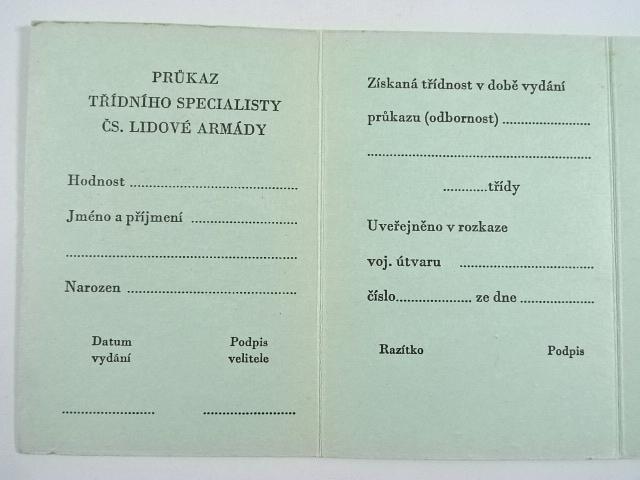 PRŮKAZ
TŘÍDNÍHO SPECIALISTY
ČS. LIDOVÉ ARMÁDY
Hodnost
Jméno a příjmení
Narozen
Datum vydání
Podpis velitele
Získaná třídnost v době vydání
průkazu (odbornost)
třídy
Uveřejněno v rozkaze
voj. útvaru
číslo ze dne
Razítko Podpis